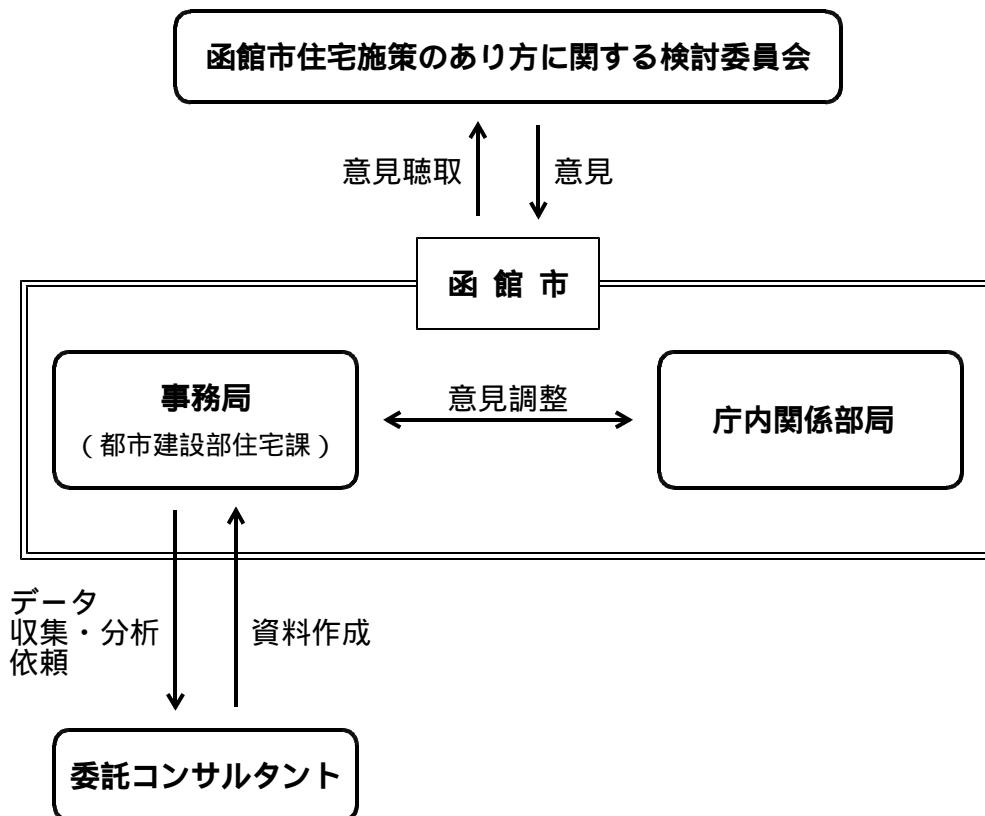 函館市住宅施策のあり方に関する検討委員会
意見聴取
意見
函館市
事務局
（都市建設部住宅課）
意見調整
庁内関係部局
データ
収集・分析
依頼
資料作成
委託コンサルタント